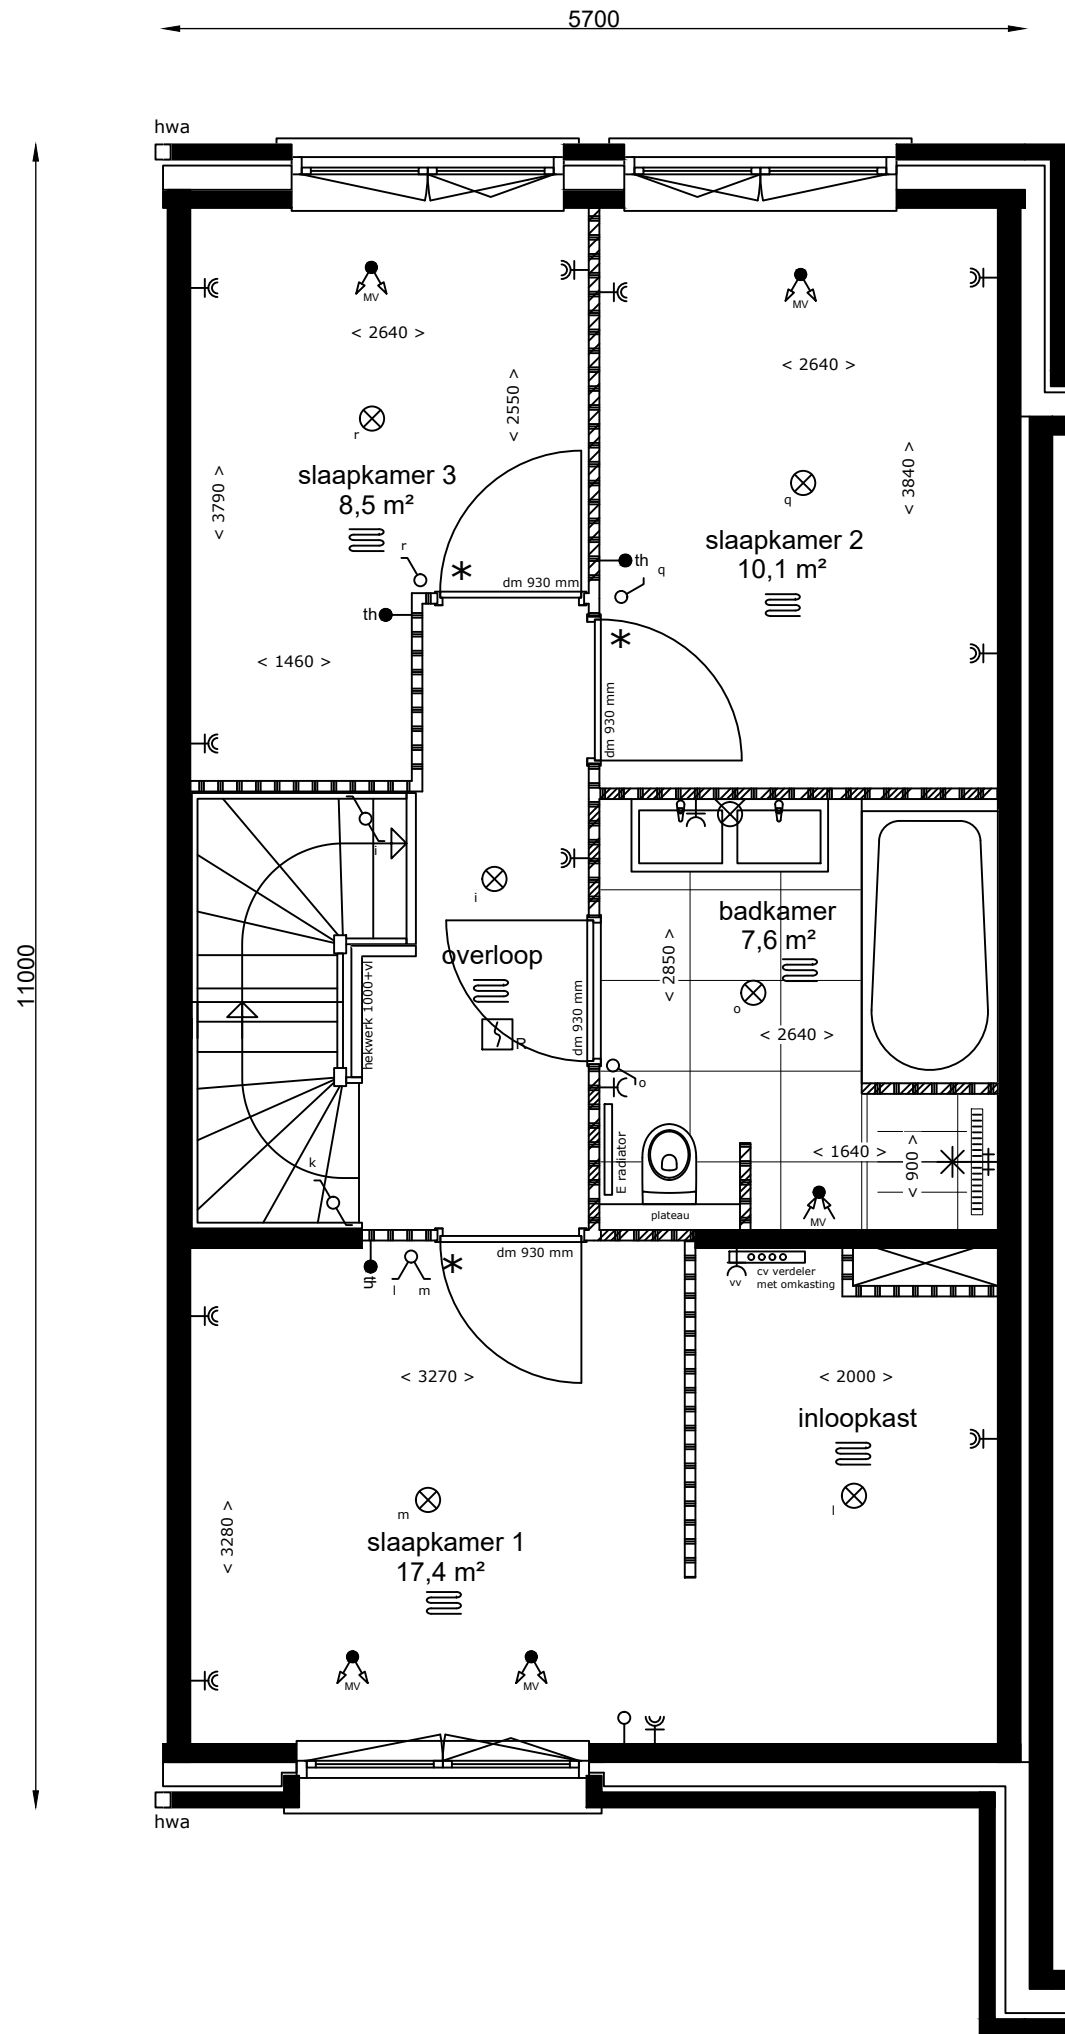 5700
hwa
MV
MV
< 2640 >
< 2640 >
< 2550 >
r
< 3790 >
< 3840 >
slaapkamer 3
8,5 m²
q
slaapkamer 2
10,1 m²
r
th
q
dm 930 mm
th
< 1460 >
dm 930 mm
i
i
badkamer
7,6 m²
overloop
< 2850 >
11000
hekwerk 1000+vl
o
< 2640 >
dm 930 mm
R
o
E radiator
< 1640 >
< 900 >
k
plateau
MV
dm 930 mm
th
l
m
vv
cv verdeler
met omkasting
< 3270 >
< 2000 >
inloopkast
m
l
< 3280 >
slaapkamer 1
17,4 m²
MV
MV
hwa